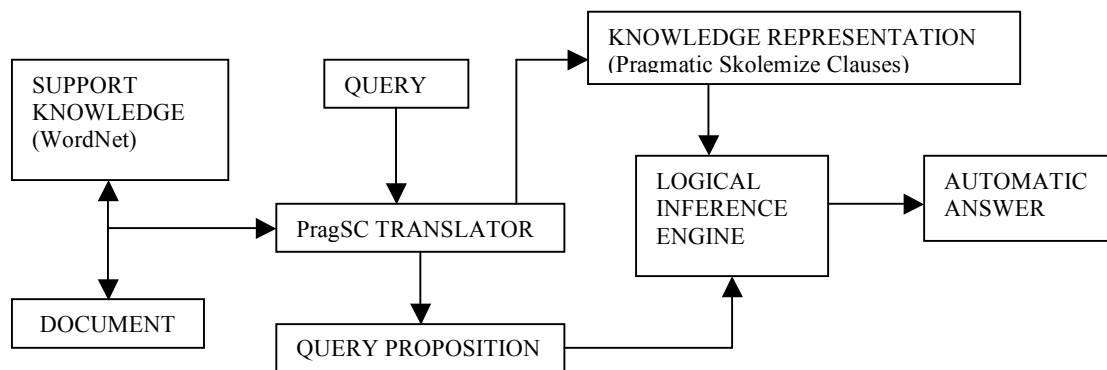 SUPPORT
KNOWLEDGE
(WordNet)
QUERY
KNOWLEDGE REPRESENTATION
(Pragmatic Skolemize Clauses)
PragSC TRANSLATOR
LOGICAL
INFERENCE
ENGINE
AUTOMATIC
ANSWER
DOCUMENT
QUERY PROPOSITION